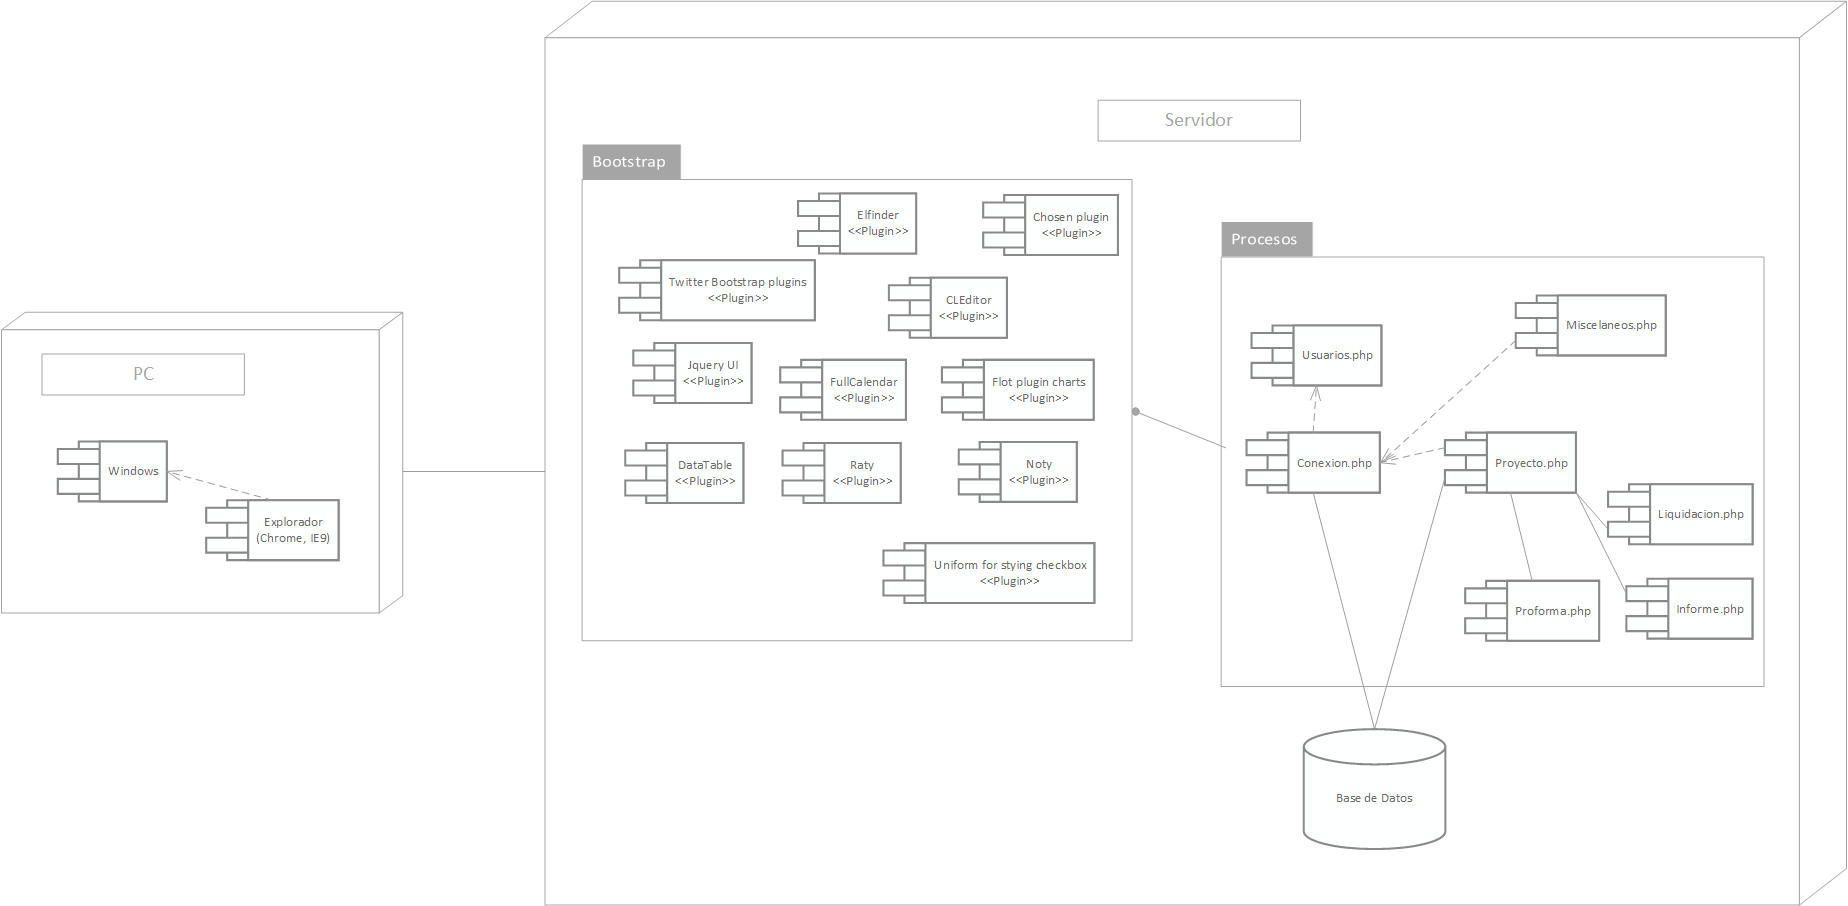 PC
Windows
Explorador
(Chrome, IE9)
Servidor
Bootstrap
Elfinder
<<Plugin>>
Chosen plugin
<<Plugin>>
Twitter Bootstrap plugins
<<Plugin>>
CLEditor
<<Plugin>>
Jquery UI
<<Plugin>>
FullCalendar
<<Plugin>>
Flot plugin charts
<<Plugin>>
DataTable
<<Plugin>>
Raty
<<Plugin>>
Noty
<<Plugin>>
Uniform for stying checkbox
<<Plugin>>
Procesos
Miscelaneos.php
Usuarios.php
Conexion.php
Proyecto.php
Liquidacion.php
Proforma.php
Informe.php
Base de Datos